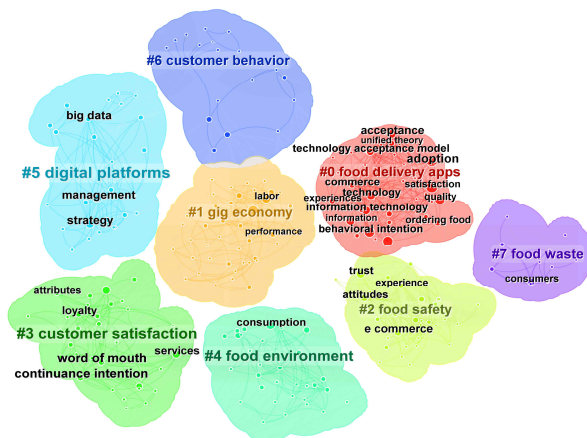 #6 customer behavior
big data
#5 digital platforms
management
strategy
labor
#1 gig economy
performance
acceptance
unified theory
technology acceptance model
adoption
#0 food delivery apps
commerce
satisfaction
technology
experiences
quality
information technology
information
ordering food
behavioral intention
#7 food waste
consumers
trust
experience
attitudes
#2 food safety
e commerce
attributes
loyalty
#3 customer satisfaction
services
word of mouth
continuance intention
consumption
#4 food environment